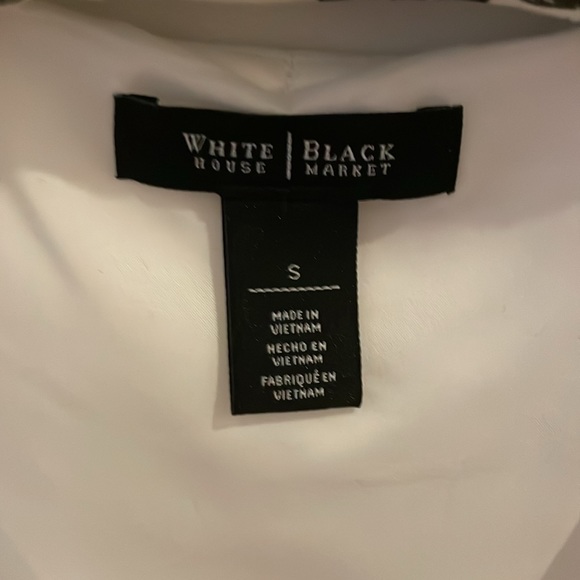 WHITE | BLACK
HOUSE | MARKET
S
MADE IN
VIETNAM
HECHO EN
VIETNAM
FABRIQUÉ EN
VIETNAM